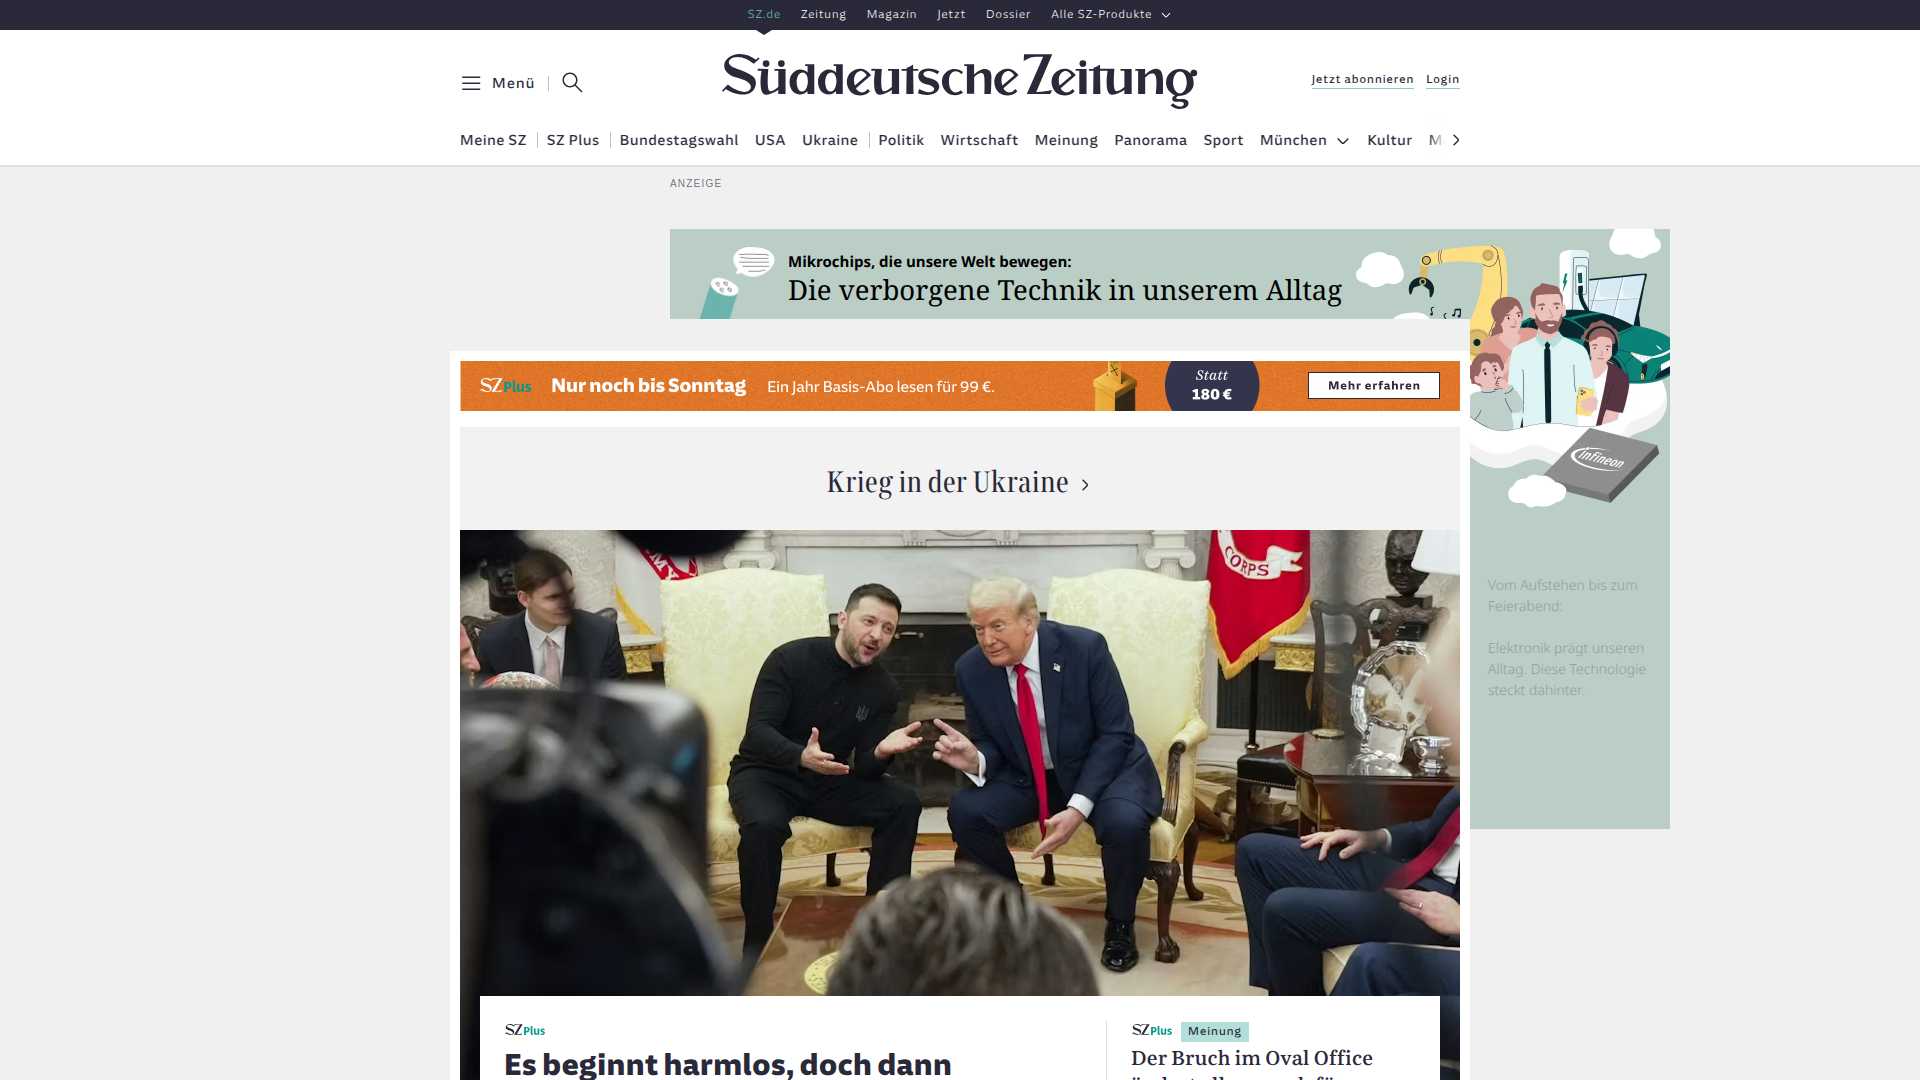 SZ.de Zeitung Magazin Jetzt Dossier Alle SZ-Produkte
Menü
Süddeutsche Zeitung
Jetzt abonnieren Login
Meine SZ SZ Plus Bundestagswahl USA Ukraine Politik Wirtschaft Meinung Panorama Sport München Kultur M
ANZEIGE
Mikrochips, die unsere Welt bewegen:
Die verborgene Technik in unserem Alltag
SZ Plus Nur noch bis Sonntag Ein Jahr Basis-Abo lesen für 99 €.
Statt
180 €
Mehr erfahren
infineon
Krieg in der Ukraine
CORPS
Vom Aufstehen bis zum
Feierabend:
Elektronik prägt unseren
Alltag. Diese Technologie
steckt dahinter.
SZ Plus
Es beginnt harmlos, doch dann
SZ Plus Meinung
Der Bruch im Oval Office